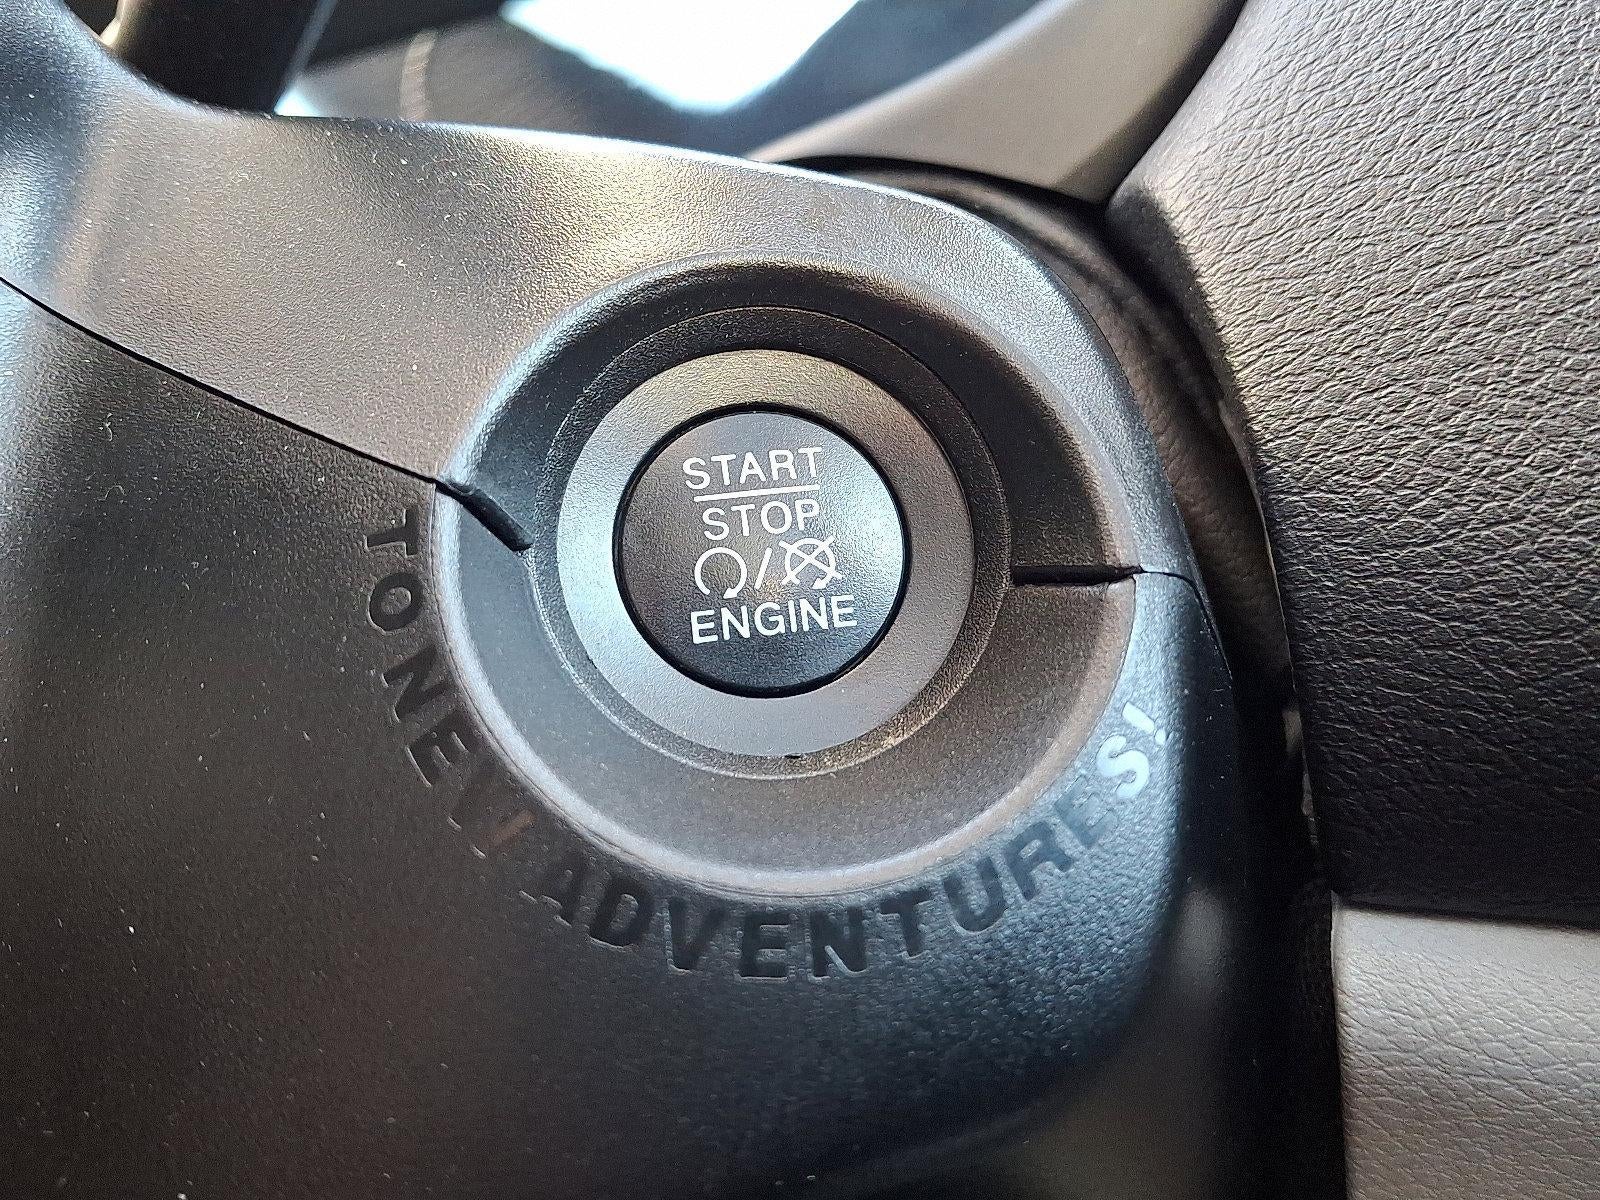 START
STOP
ENGINE
TO NEW ADVENTURES!